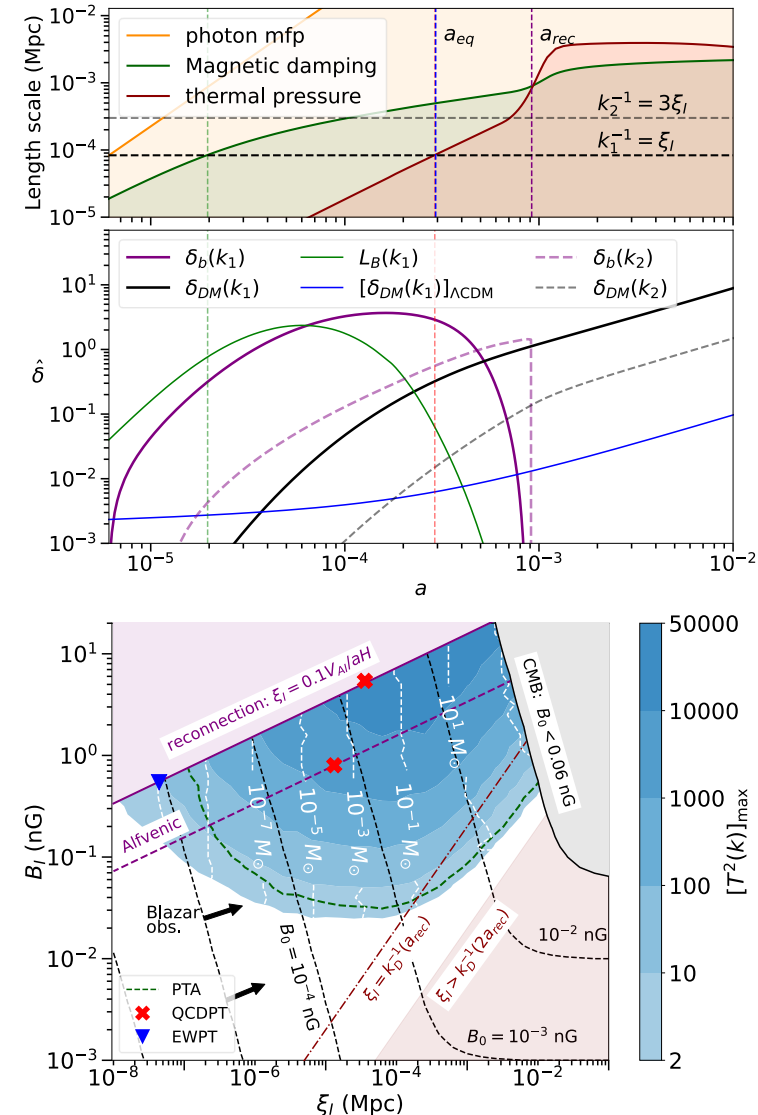 10⁻²
10⁻³
10⁻⁴
10⁻⁵
Length scale (Mpc)
photon mfp
Magnetic damping
thermal pressure
a_eq
a_rec
k₂⁻¹ = 3ξ_I
k₁⁻¹ = ξ_I
δ_b(k₁)
δ_DM(k₁)
L_B(k₁)
[δ_DM(k₁)]_ΛCDM
δ_b(k₂)
δ_DM(k₂)
10¹
10⁰
10⁻¹
10⁻²
10⁻³
10⁻⁵
10⁻⁴
10⁻³
10⁻²
a
10¹
10⁰
10⁻¹
10⁻²
10⁻³
B_I (nG)
reconnection: ξ_I = 0.1V_AI/aH
Alfvenic
CMB: B₀ < 0.06 nG
10⁻⁷ M_⊙
10⁻⁵ M_⊙
10⁻³ M_⊙
10⁻¹ M_⊙
10¹ M_⊙
Blazar
obs.
B₀ = 10⁻⁴ nG
ξ_I = k_D⁻¹(a_rec)
ξ_I > k_D⁻¹(2a_rec)
10⁻² nG
B₀ = 10⁻³ nG
PTA
QCDPT
EWPT
10⁻⁸
10⁻⁶
10⁻⁴
10⁻²
ξ_I (Mpc)
50000
10000
1000
100
10
2
[T²(k)]_max